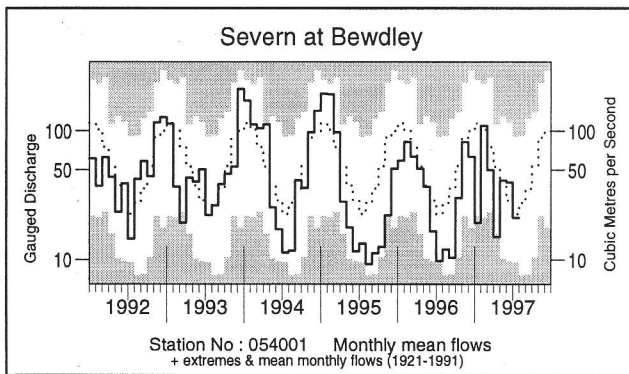 Severn at Bewdley
Gauged Discharge
100
50
10
100
50
10
Cubic Metres per Second
1992 1993 1994 1995 1996 1997
Station No : 054001 Monthly mean flows
+ extremes & mean monthly flows (1921-1991)